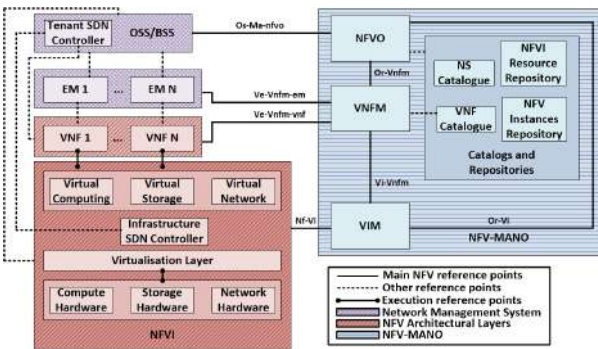 Tenant SDN
Controller
OSS/BSS
Os-Ma-nfvo
NFVO
Or-Vnfm
NS
Catalogue
NFVI
Resource
Repository
EM 1
...
EM N
Ve-Vnfm-em
VNFM
VNF
Catalogue
NFV
Instances
Repository
VNF 1
...
VNF N
Ve-Vnfm-vnf
Catalogs and
Repositories
Virtual
Computing
Virtual
Storage
Virtual
Network
Vi-Vnfm
Infrastructure
SDN Controller
Nf-Vi
VIM
Or-Vi
NFV-MANO
Virtualisation Layer
Compute
Hardware
Storage
Hardware
Network
Hardware
NFVI
Main NFV reference points
Other reference points
Execution reference points
Network Management System
NFV Architectural Layers
NFV-MANO